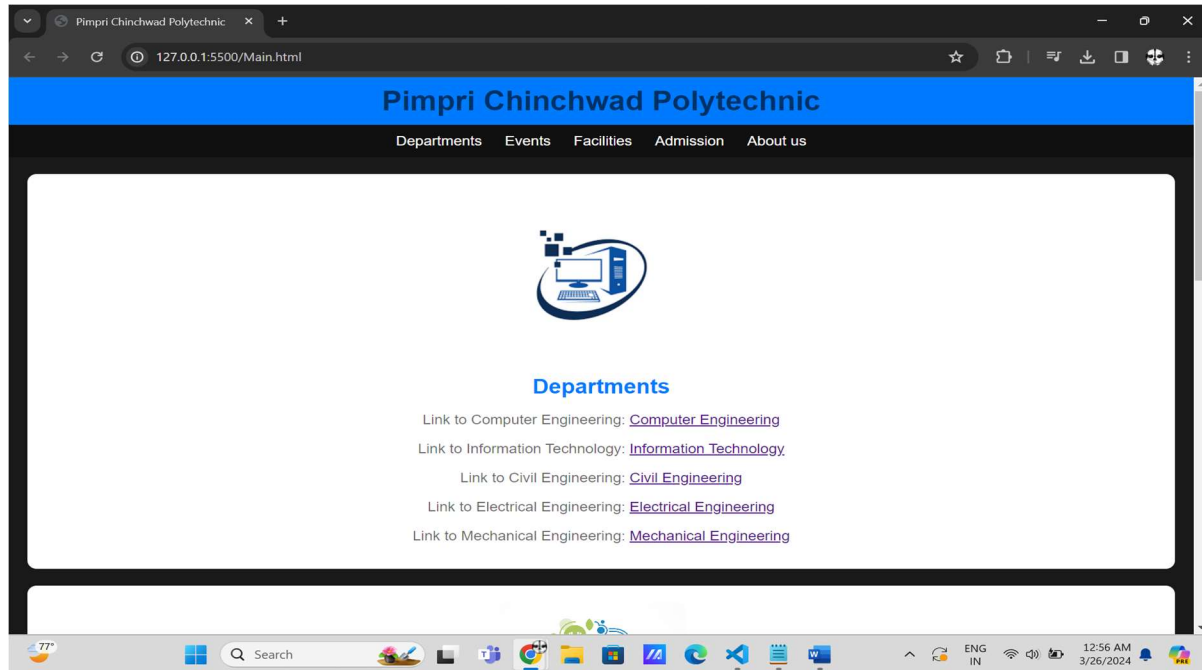 Pimpri Chinchwad Polytechnic
127.0.0.1:5500/Main.html
Pimpri Chinchwad Polytechnic
Departments Events Facilities Admission About us
Departments
Link to Computer Engineering: Computer Engineering
Link to Information Technology: Information Technology
Link to Civil Engineering: Civil Engineering
Link to Electrical Engineering: Electrical Engineering
Link to Mechanical Engineering: Mechanical Engineering
77°
Search
ENG
IN
12:56 AM
3/26/2024